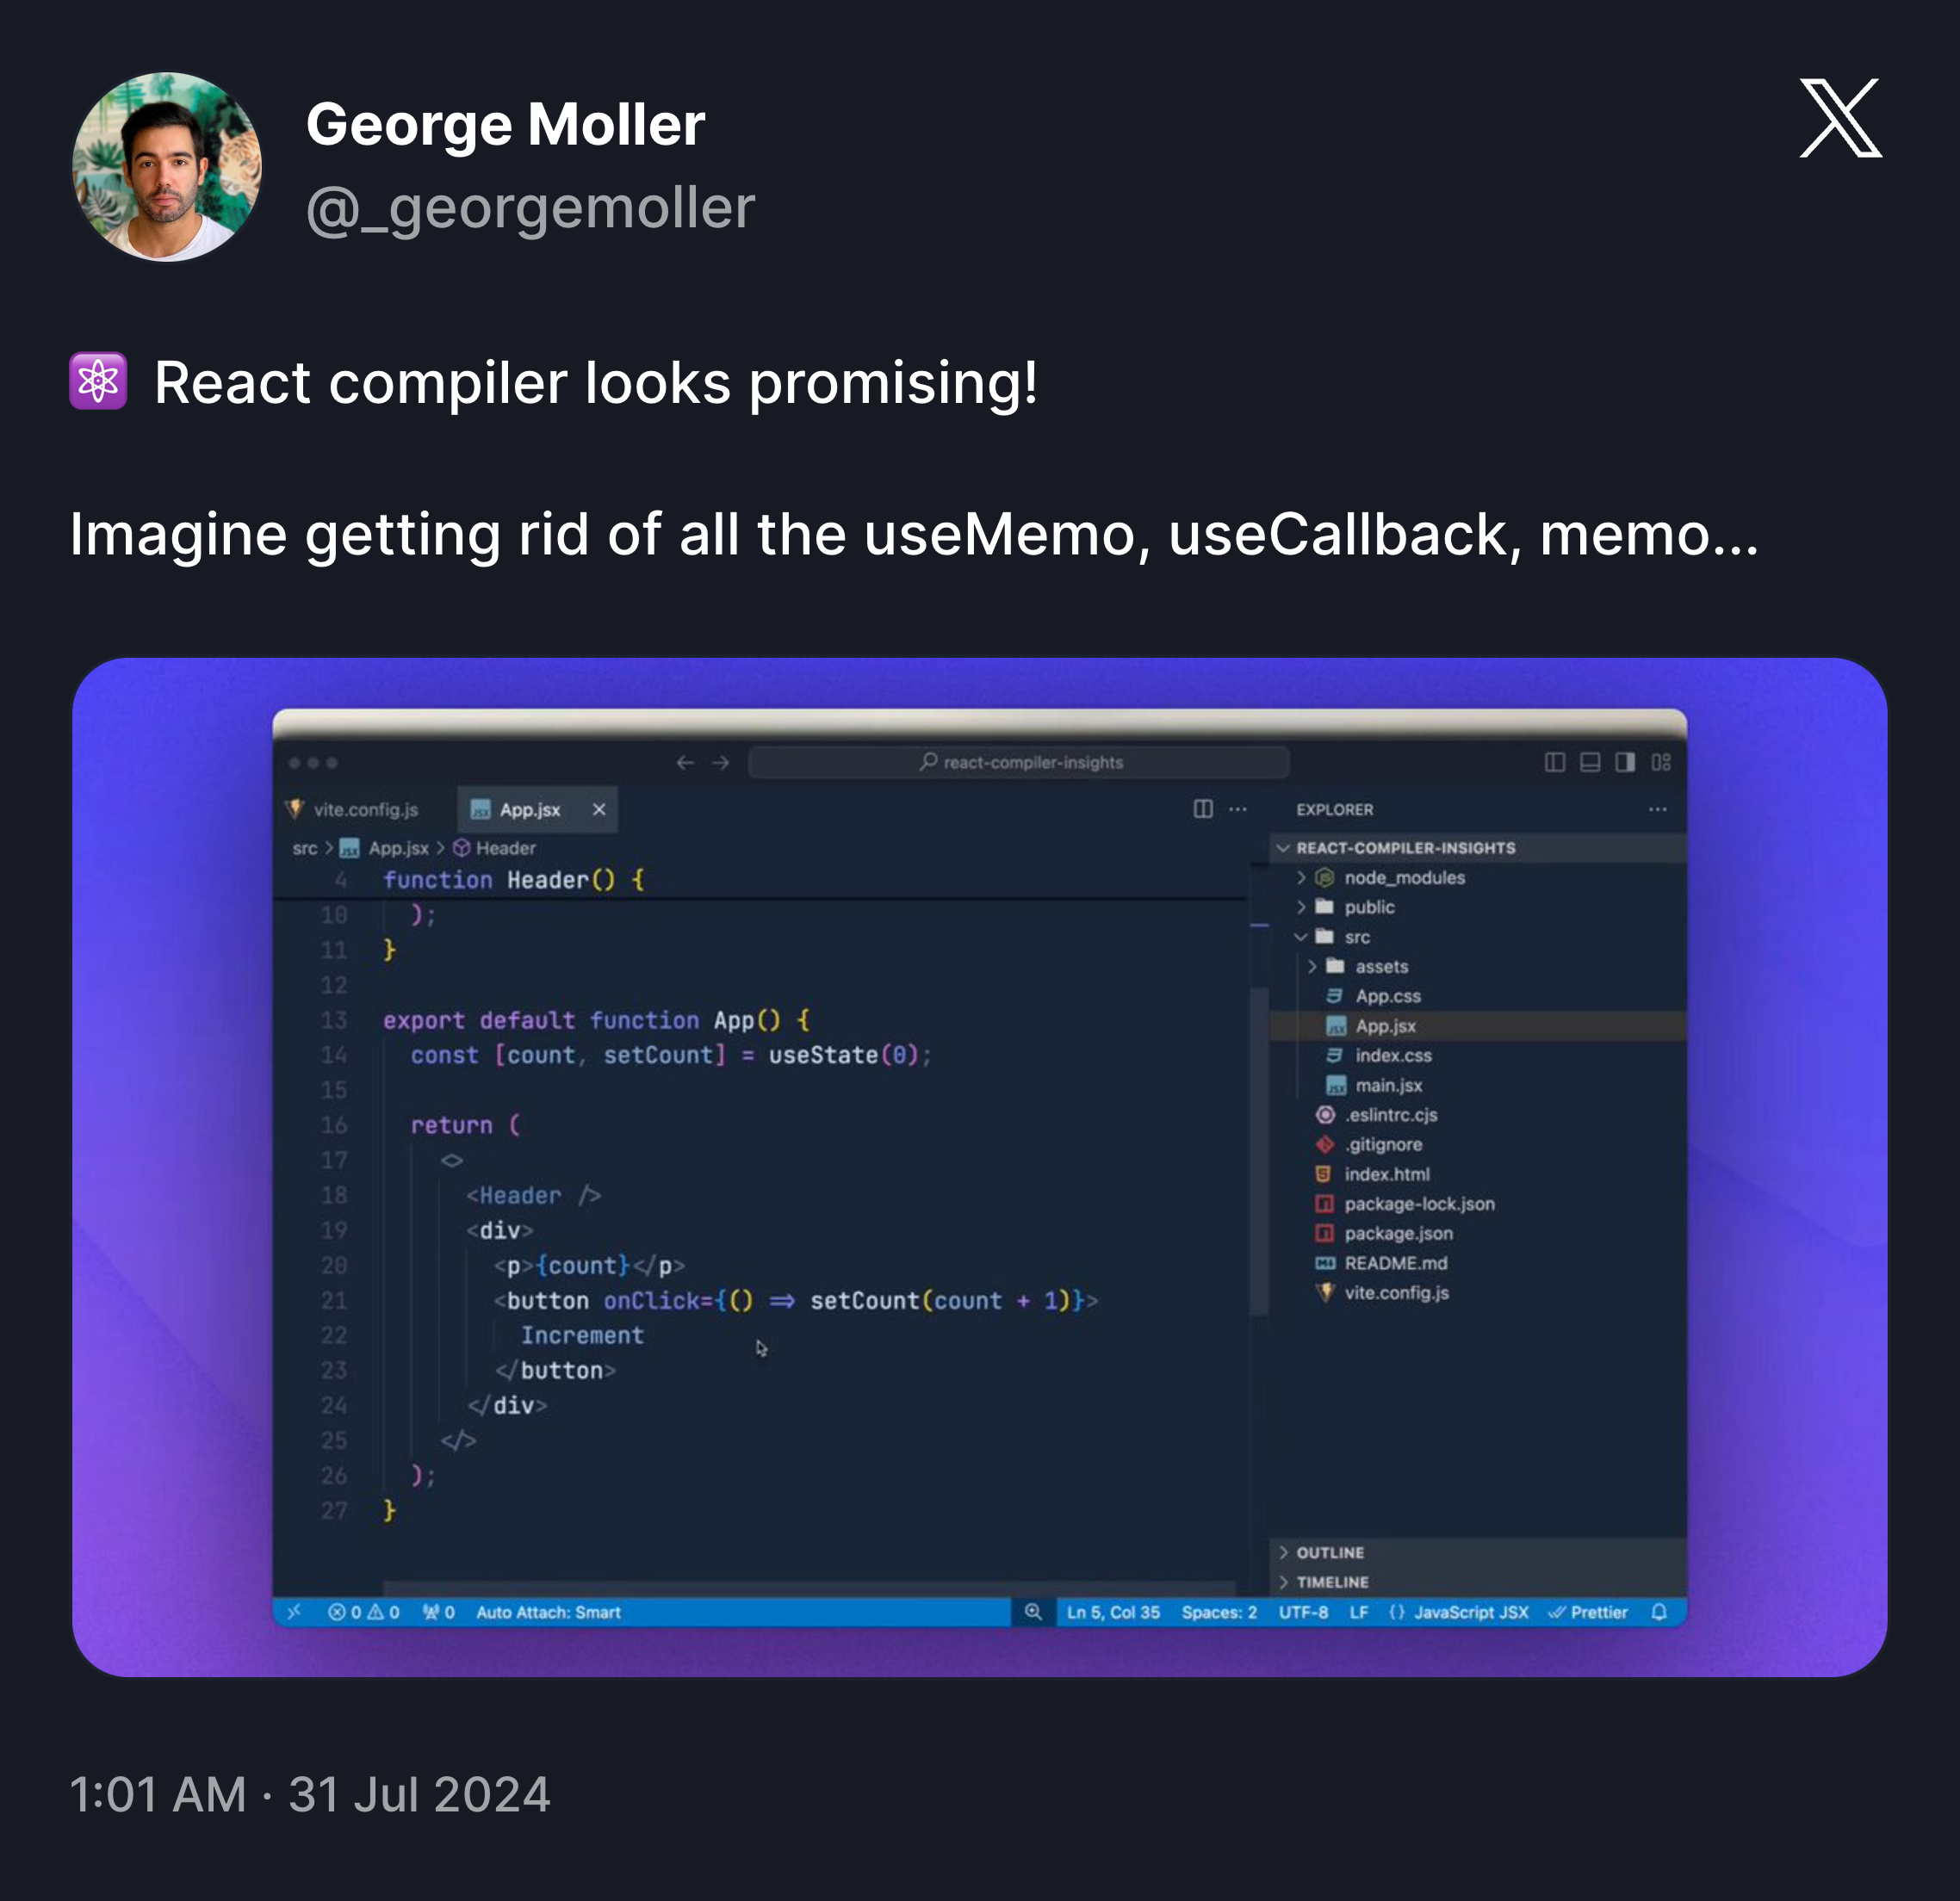 George Moller
@_georgemoller
⚛️ React compiler looks promising!
Imagine getting rid of all the useMemo, useCallback, memo...
react-compiler-insights
vite.config.js
App.jsx
src > App.jsx > Header
4 function Header() {
10 );
11 }
12
13 export default function App() {
14 const [count, setCount] = useState(0);
15
16 return (
17 <>
18 <Header />
19 <div>
20 <p>{count}</p>
21 <button onClick={() => setCount(count + 1)}>
22 Increment
23 </button>
24 </div>
25 </>
26 );
27 }
EXPLORER
REACT-COMPILER-INSIGHTS
node_modules
public
src
assets
App.css
App.jsx
index.css
main.jsx
.eslintrc.cjs
.gitignore
index.html
package-lock.json
package.json
README.md
vite.config.js
OUTLINE
TIMELINE
0 0 0 Auto Attach: Smart Ln 5, Col 35 Spaces: 2 UTF-8 LF {} JavaScript JSX Prettier
1:01 AM · 31 Jul 2024